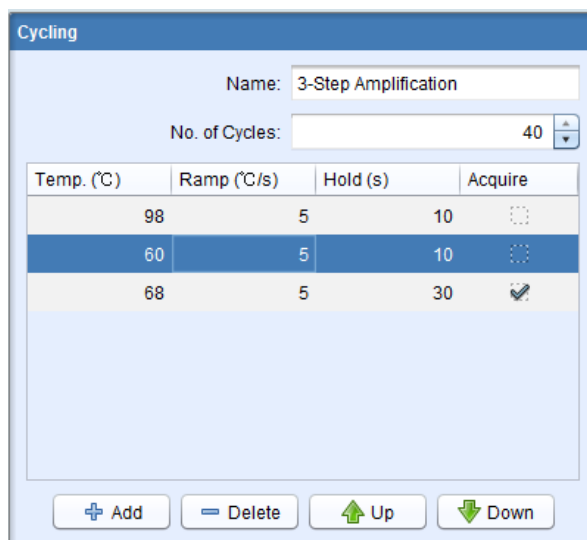 Cycling
Name: 3-Step Amplification
No. of Cycles: 40
Temp. (℃) Ramp (℃/s) Hold (s) Acquire
98 5 10
60 5 10
68 5 30
Add Delete Up Down